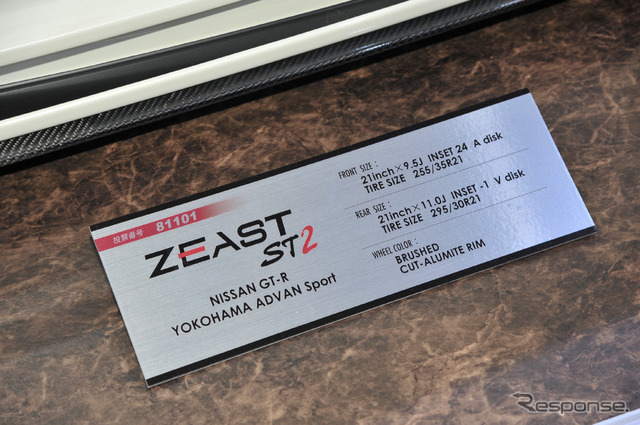 投票番号 81101
ZEAST
ST2
NISSAN GT-R
YOKOHAMA ADVAN Sport
FRONT SIZE :
21inch×9.5J INSET 24 A disk
TIRE SIZE 255/35R21
REAR SIZE :
21inch×11.0J INSET -1 V disk
TIRE SIZE 295/30R21
WHEEL COLOR :
BRUSHED
CUT-ALUMITE RIM
Response.